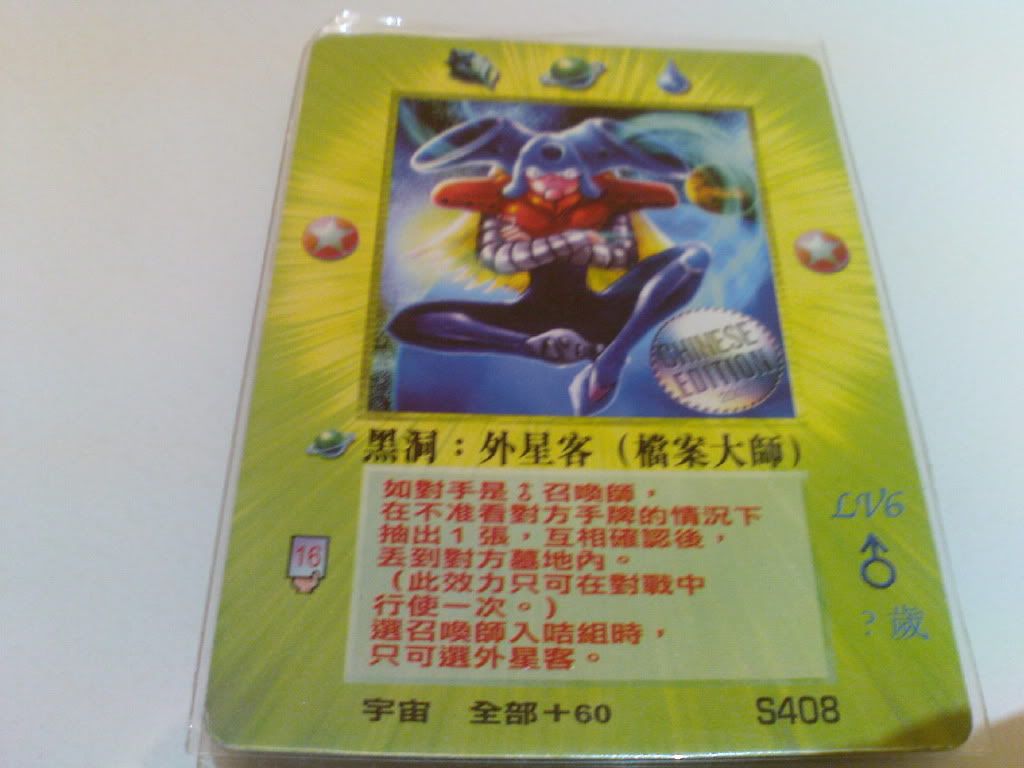 CHINESE
EDITION
黑洞：外星客（檔案大師）
如對手是♂召喚師，
在不准看對方手牌的情況下
抽出1張，互相確認後，
丟到對方墓地內。
（此效力只可在對戰中
行使一次。）
選召喚師入咭組時，
只可選外星客。
LV6
♂
?歲
16
宇宙 全部+60
S408